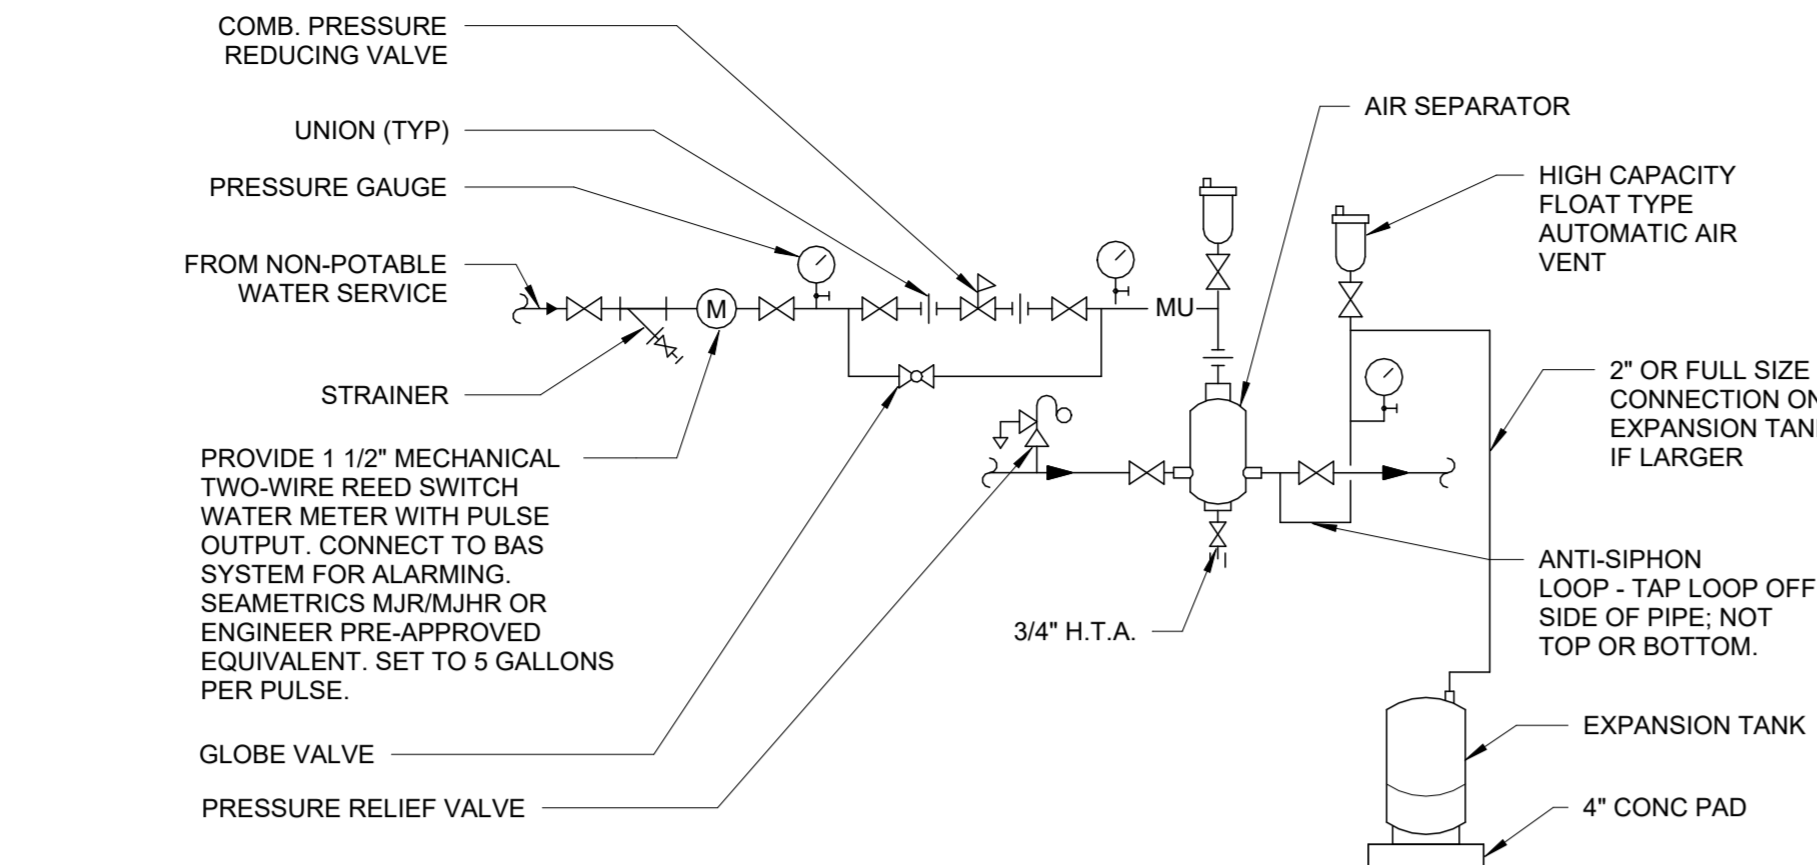 COMB. PRESSURE
REDUCING VALVE
UNION (TYP)
PRESSURE GAUGE
FROM NON-POTABLE
WATER SERVICE
STRAINER
PROVIDE 1 1/2" MECHANICAL
TWO-WIRE REED SWITCH
WATER METER WITH PULSE
OUTPUT. CONNECT TO BAS
SYSTEM FOR ALARMING.
SEAMETRICS MJR/MJHR OR
ENGINEER PRE-APPROVED
EQUIVALENT. SET TO 5 GALLONS
PER PULSE.
GLOBE VALVE
PRESSURE RELIEF VALVE
M
MU
3/4" H.T.A.
AIR SEPARATOR
HIGH CAPACITY
FLOAT TYPE
AUTOMATIC AIR
VENT
2" OR FULL SIZE
CONNECTION ON
EXPANSION TAN
IF LARGER
ANTI-SIPHON
LOOP - TAP LOOP OFF
SIDE OF PIPE; NOT
TOP OR BOTTOM.
EXPANSION TANK
4" CONC PAD